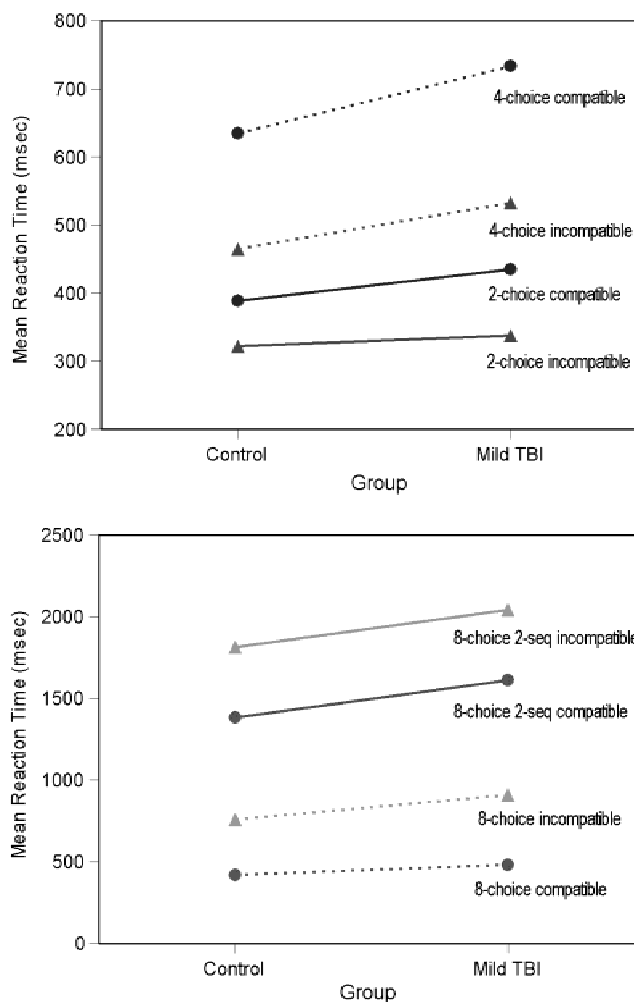 800
700
600
500
400
300
200
Mean Reaction Time (msec)
4-choice compatible
4-choice incompatible
2-choice compatible
2-choice incompatible
Control
Mild TBI
Group
2500
2000
1500
1000
500
0
Mean Reaction Time (msec)
8-choice 2-seq incompatible
8-choice 2-seq compatible
8-choice incompatible
8-choice compatible
Control
Mild TBI
Group